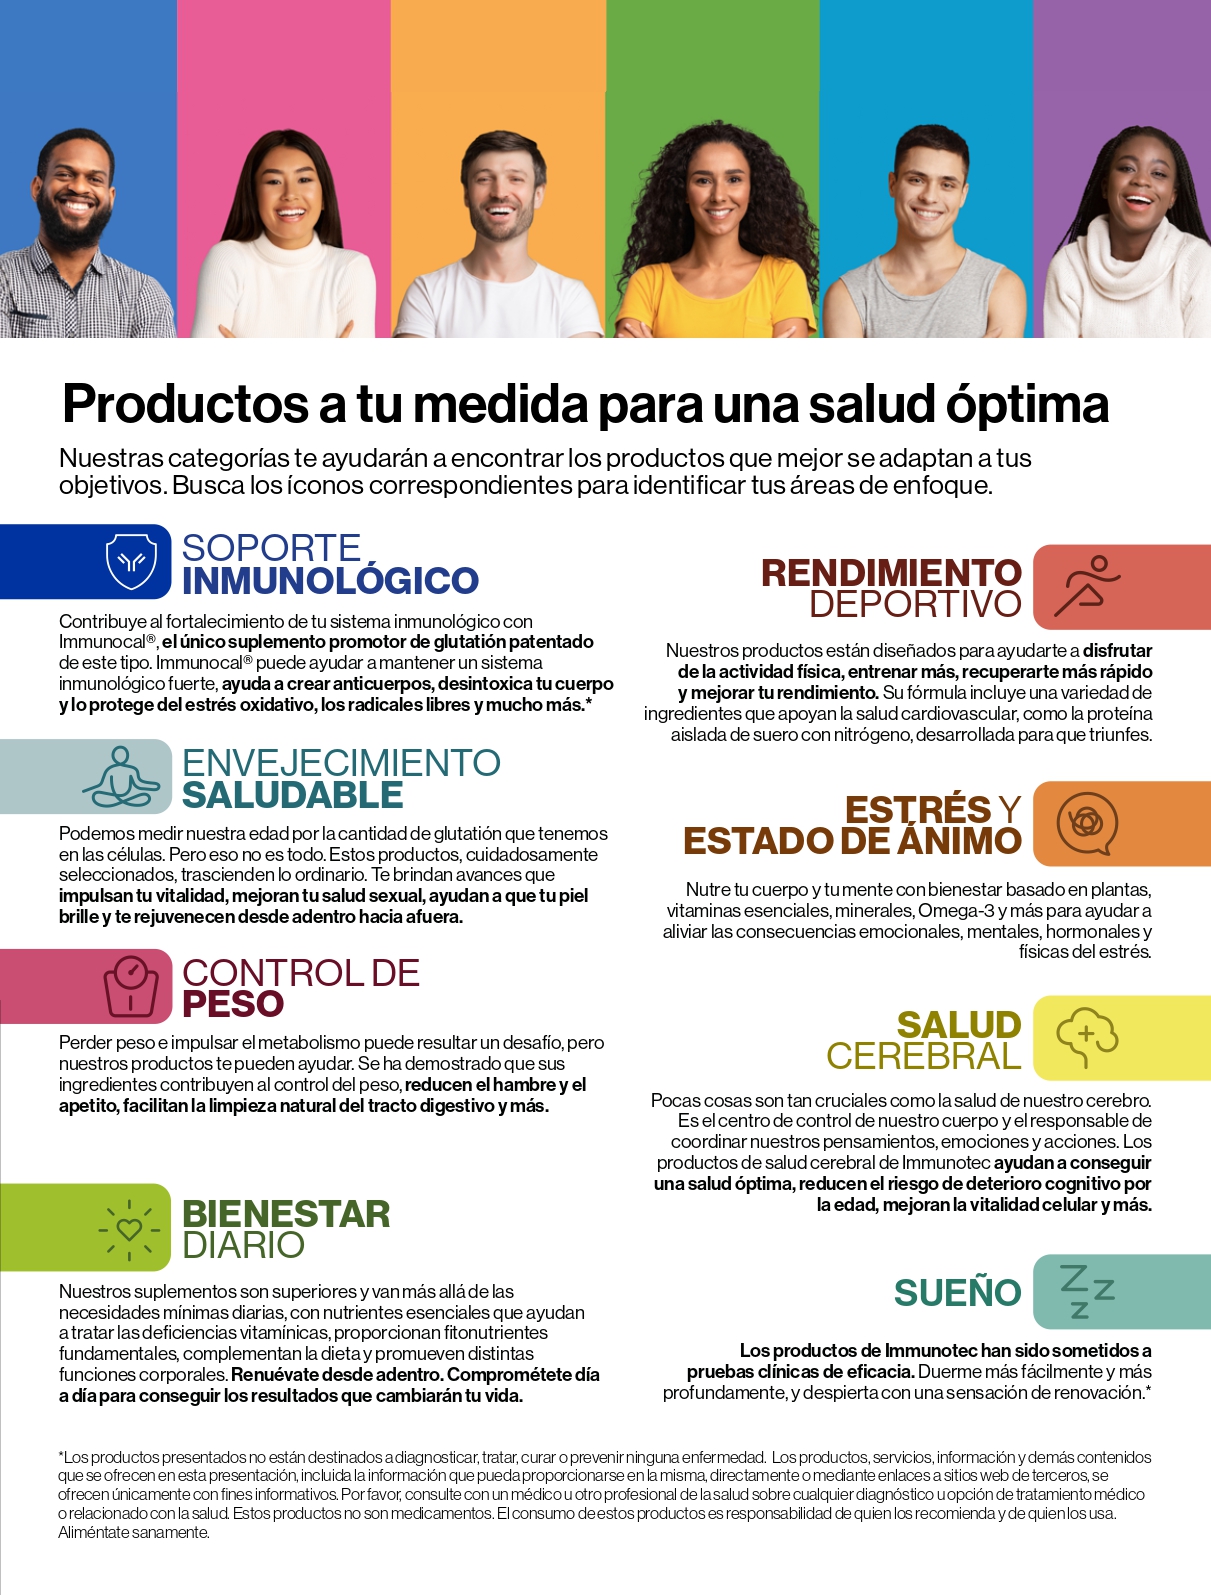 Productos a tu medida para una salud óptima
Nuestras categorías te ayudarán a encontrar los productos que mejor se adaptan a tus
objetivos. Busca los íconos correspondientes para identificar tus áreas de enfoque.
SOPORTE
INMUNOLÓGICO
Contribuye al fortalecimiento de tu sistema inmunológico con
Immunocal®, el único suplemento promotor de glutatión patentado
de este tipo. Immunocal® puede ayudar a mantener un sistema
inmunológico fuerte, ayuda a crear anticuerpos, desintoxica tu cuerpo
y lo protege del estrés oxidativo, los radicales libres y mucho más.*
ENVEJECIMIENTO
SALUDABLE
Podemos medir nuestra edad por la cantidad de glutatión que tenemos
en las células. Pero eso no es todo. Estos productos, cuidadosamente
seleccionados, trascienden lo ordinario. Te brindan avances que
impulsan tu vitalidad, mejoran tu salud sexual, ayudan a que tu piel
brille y te rejuvenecen desde adentro hacia afuera.
CONTROL DE
PESO
Perder peso e impulsar el metabolismo puede resultar un desafío, pero
nuestros productos te pueden ayudar. Se ha demostrado que sus
ingredientes contribuyen al control del peso, reducen el hambre y el
apetito, facilitan la limpieza natural del tracto digestivo y más.
BIENESTAR
DIARIO
Nuestros suplementos son superiores y van más allá de las
necesidades mínimas diarias, con nutrientes esenciales que ayudan
a tratar las deficiencias vitamínicas, proporcionan fitonutrientes
fundamentales, complementan la dieta y promueven distintas
funciones corporales. Renuévate desde adentro. Comprométete día
a día para conseguir los resultados que cambiarán tu vida.
RENDIMIENTO
DEPORTIVO
Nuestros productos están diseñados para ayudarte a disfrutar
de la actividad física, entrenar más, recuperarte más rápido
y mejorar tu rendimiento. Su fórmula incluye una variedad de
ingredientes que apoyan la salud cardiovascular, como la proteína
aislada de suero con nitrógeno, desarrollada para que triunfes.
ESTRÉS Y
ESTADO DE ÁNIMO
Nutre tu cuerpo y tu mente con bienestar basado en plantas,
vitaminas esenciales, minerales, Omega-3 y más para ayudar a
aliviar las consecuencias emocionales, mentales, hormonales y
físicas del estrés.
SALUD
CEREBRAL
Pocas cosas son tan cruciales como la salud de nuestro cerebro.
Es el centro de control de nuestro cuerpo y el responsable de
coordinar nuestros pensamientos, emociones y acciones. Los
productos de salud cerebral de Immunotec ayudan a conseguir
una salud óptima, reducen el riesgo de deterioro cognitivo por
la edad, mejoran la vitalidad celular y más.
SUEÑO
Z Z Z
Los productos de Immunotec han sido sometidos a
pruebas clínicas de eficacia. Duerme más fácilmente y más
profundamente, y despierta con una sensación de renovación.*
*Los productos presentados no están destinados a diagnosticar, tratar, curar o prevenir ninguna enfermedad. Los productos, servicios, información y demás contenidos
que se ofrecen en esta presentación, incluida la información que pueda proporcionarse en la misma, directamente o mediante enlaces a sitios web de terceros, se
ofrecen únicamente con fines informativos. Por favor, consulte con un médico u otro profesional de la salud sobre cualquier diagnóstico u opción de tratamiento médico
o relacionado con la salud. Estos productos no son medicamentos. El consumo de estos productos es responsabilidad de quien los recomienda y de quien los usa.
Aliméntate sanamente.